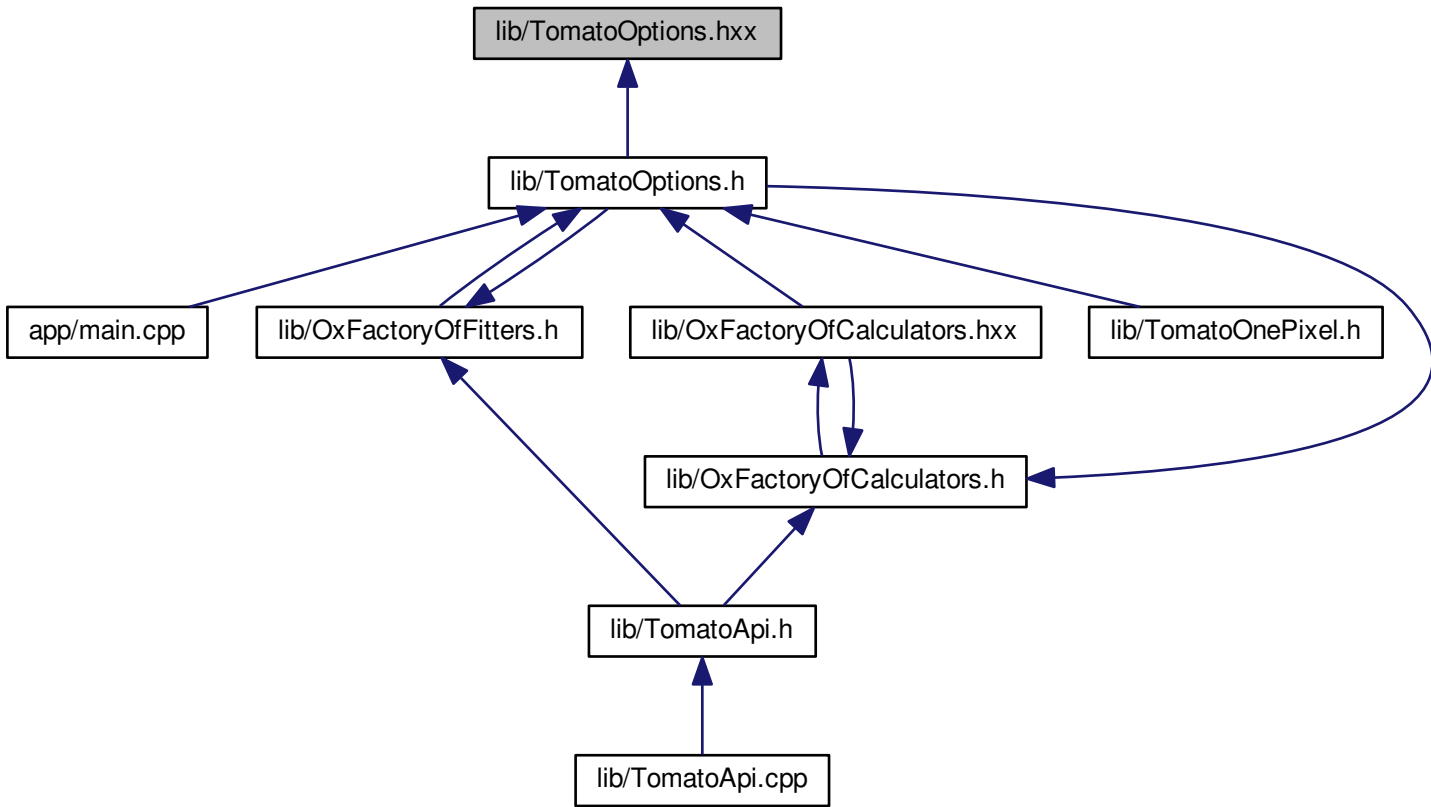 lib/TomatoOptions.hxx
lib/TomatoOptions.h
app/main.cpp
lib/OxFactoryOfFitters.h
lib/OxFactoryOfCalculators.hxx
lib/TomatoOnePixel.h
lib/OxFactoryOfCalculators.h
lib/TomatoApi.h
lib/TomatoApi.cpp